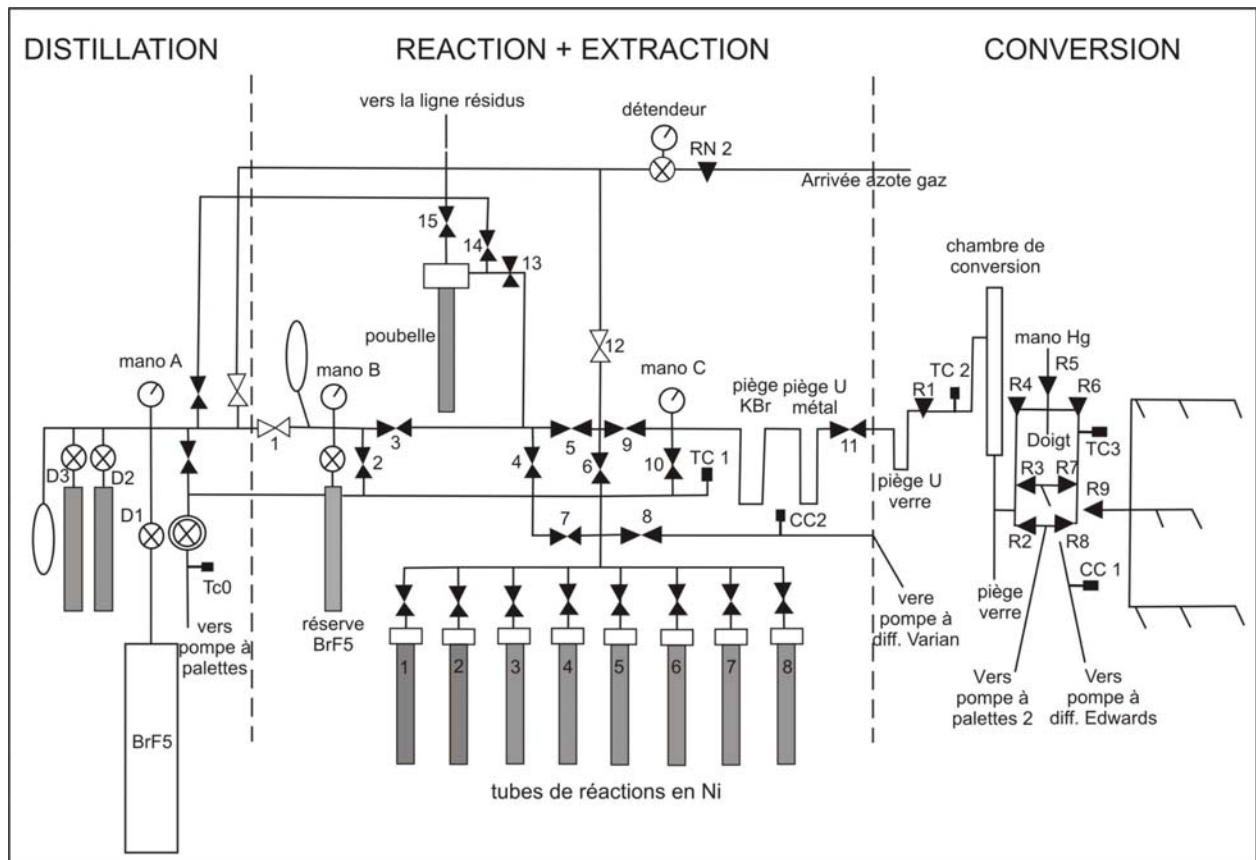 DISTILLATION
REACTION + EXTRACTION
CONVERSION
vers la ligne résidus
détendeur
RN 2
Arrivée azote gaz
15
14
13
chambre de
conversion
poubelle
12
mano A
mano B
mano C
piège
KBr
piège U
métal
mano Hg
R5
R1
TC 2
R4
R6
1
3
5
9
11
D3
D2
2
4
6
10
TC 1
Doigt
TC3
piège U
verre
R3
R7
D1
7
8
CC2
R9
R2
R8
Tc0
CC 1
vers
pompe à
palettes
réserve
BrF5
vere
pompe à
diff. Varian
piège
verre
1
2
3
4
5
6
7
8
Vers
pompe à
palettes 2
Vers
pompe à
diff. Edwards
BrF5
tubes de réactions en Ni